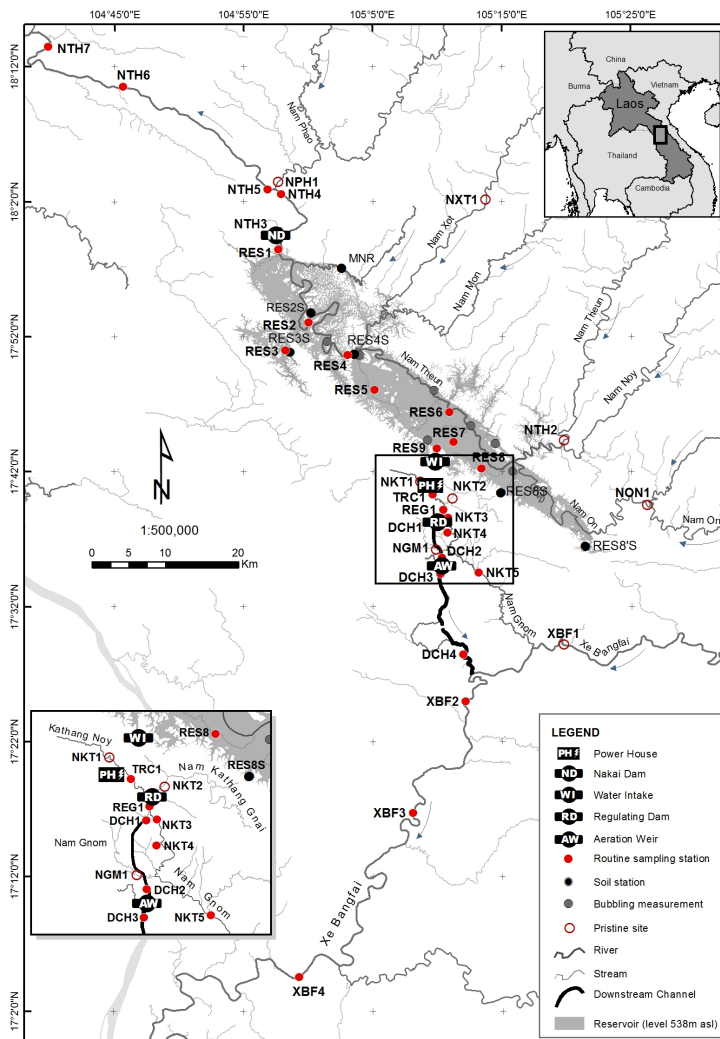 104°45'0"E
104°55'0"E
105°5'0"E
105°15'0"E
105°25'0"E
NTH7
18°12'0"N
NTH6
Nam Phao
China
Burma
Vietnam
Laos
Thailand
Cambodia
NPH1
NTH5
NTH4
18°2'0"N
NXT1
NTH3
ND
Nam Xot
RES1
MNR
Nam Mon
Nam Theun
RES2S
RES2
RES3S
RES3
RES4S
RES4
17°52'0"N
Nam Theun
RES5
Nam Noy
RES6
RES7
NTH2
RES9
WI
RES8
17°42'0"N
NKT1
PH
NKT2
TRC1
RES8S
NON1
REG1
NKT3
Nam On
RD
DCH1
Nam On
NKT4
1:500,000
NGM1
DCH2
RES8'S
0 5 10 20
Km
AW
DCH3
NKT5
17°32'0"N
Nam Gnom
XBF1
Xe Bangfai
DCH4
XBF2
17°22'0"N
RES8
Kathang Noy
WI
NKT1
RES8S
TRC1
PH
Nam Kathang Gnai
NKT2
RD
REG1
DCH1
NKT3
Nam Gnom
NKT4
NGM1
Nam Gnom
DCH2
AW
DCH3
NKT5
XBF3
17°12'0"N
Xe Bangfai
XBF4
17°2'0"N
LEGEND
PH Power House
ND Nakai Dam
WI Water Intake
RD Regulating Dam
AW Aeration Weir
Routine sampling station
Soil station
Bubbling measurement
Pristine site
River
Stream
Downstream Channel
Reservoir (level 538m asl)
N